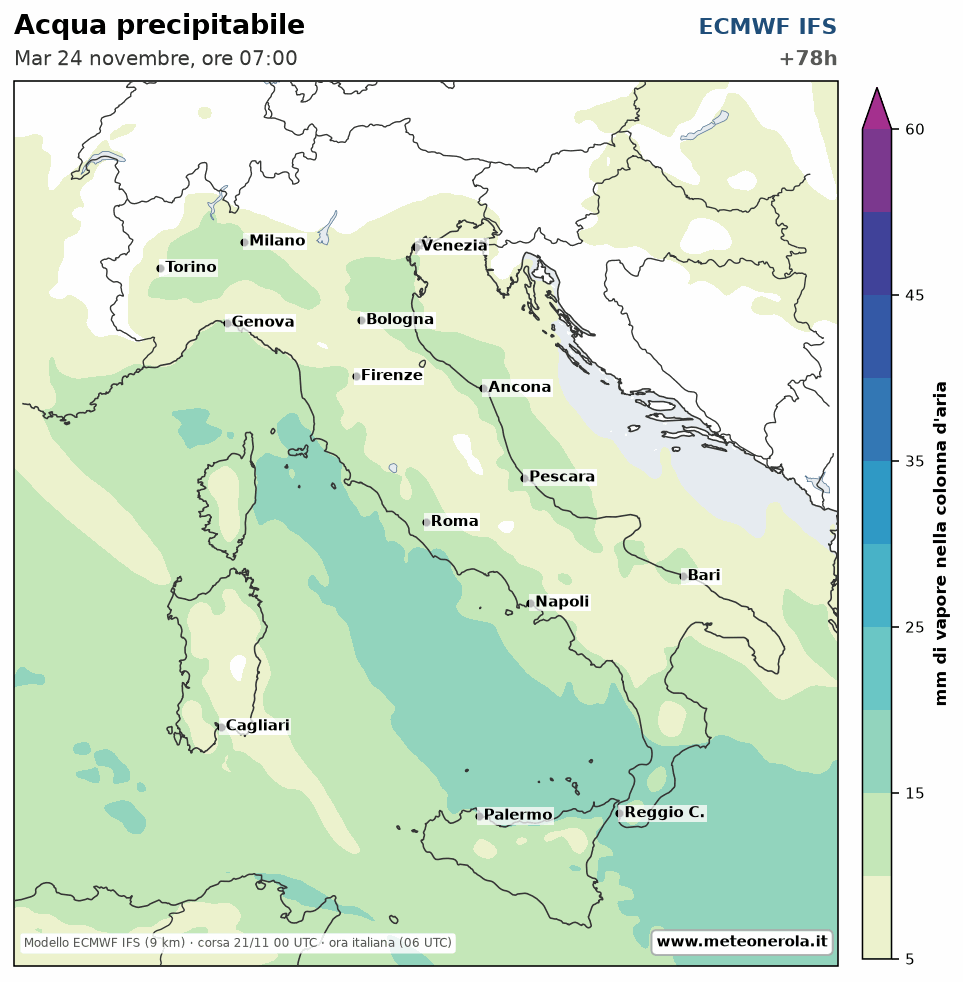 Acqua precipitabile
ECMWF IFS
Mar 24 novembre, ore 07:00
+78h
60
Milano
Venezia
Torino
45
Genova
Bologna
Firenze
Ancona
35
Pescara
Roma
Bari
Napoli
25
Cagliari
15
Palermo
Reggio C.
mm di vapore nella colonna d'aria
Modello ECMWF IFS (9 km) · corsa 21/11 00 UTC · ora italiana (06 UTC)
www.meteonerola.it
5